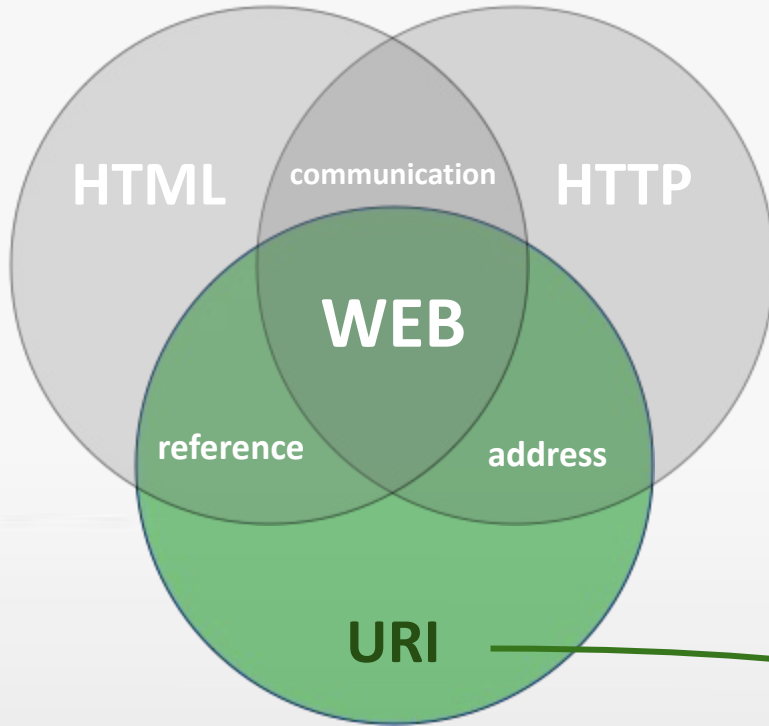 HTML
communication
HTTP
WEB
reference
address
URI